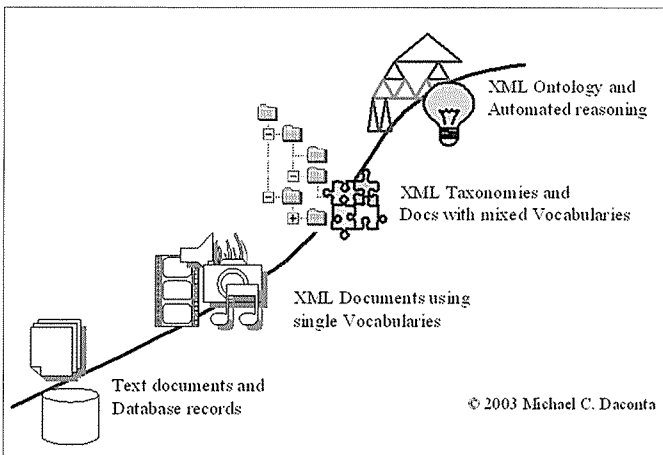 XML Ontology and
Automated reasoning
XML Taxonomies and
Docs with mixed Vocabularies
XML Documents using
single Vocabularies
Text documents and
Database records
© 2003 Michael C. Daconta